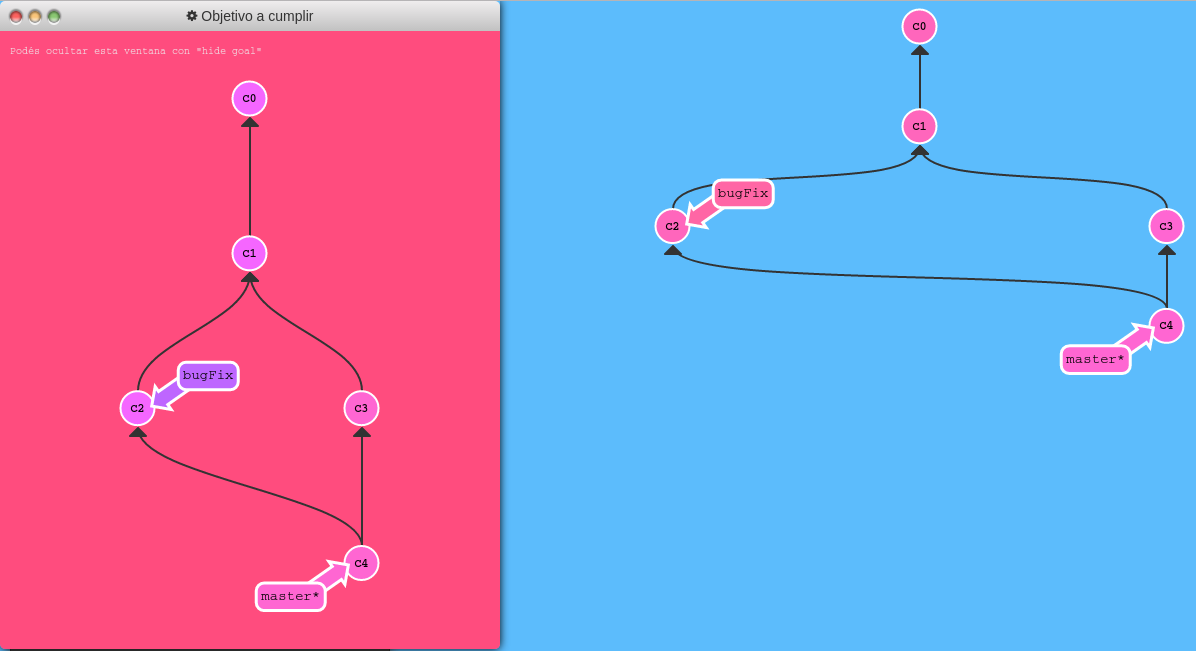 Objetivo a cumplir
Podés ocultar esta ventana con "hide goal"
c0
c1
bugFix
c2
c3
c4
master*
c0
c1
bugFix
c2
c3
c4
master*